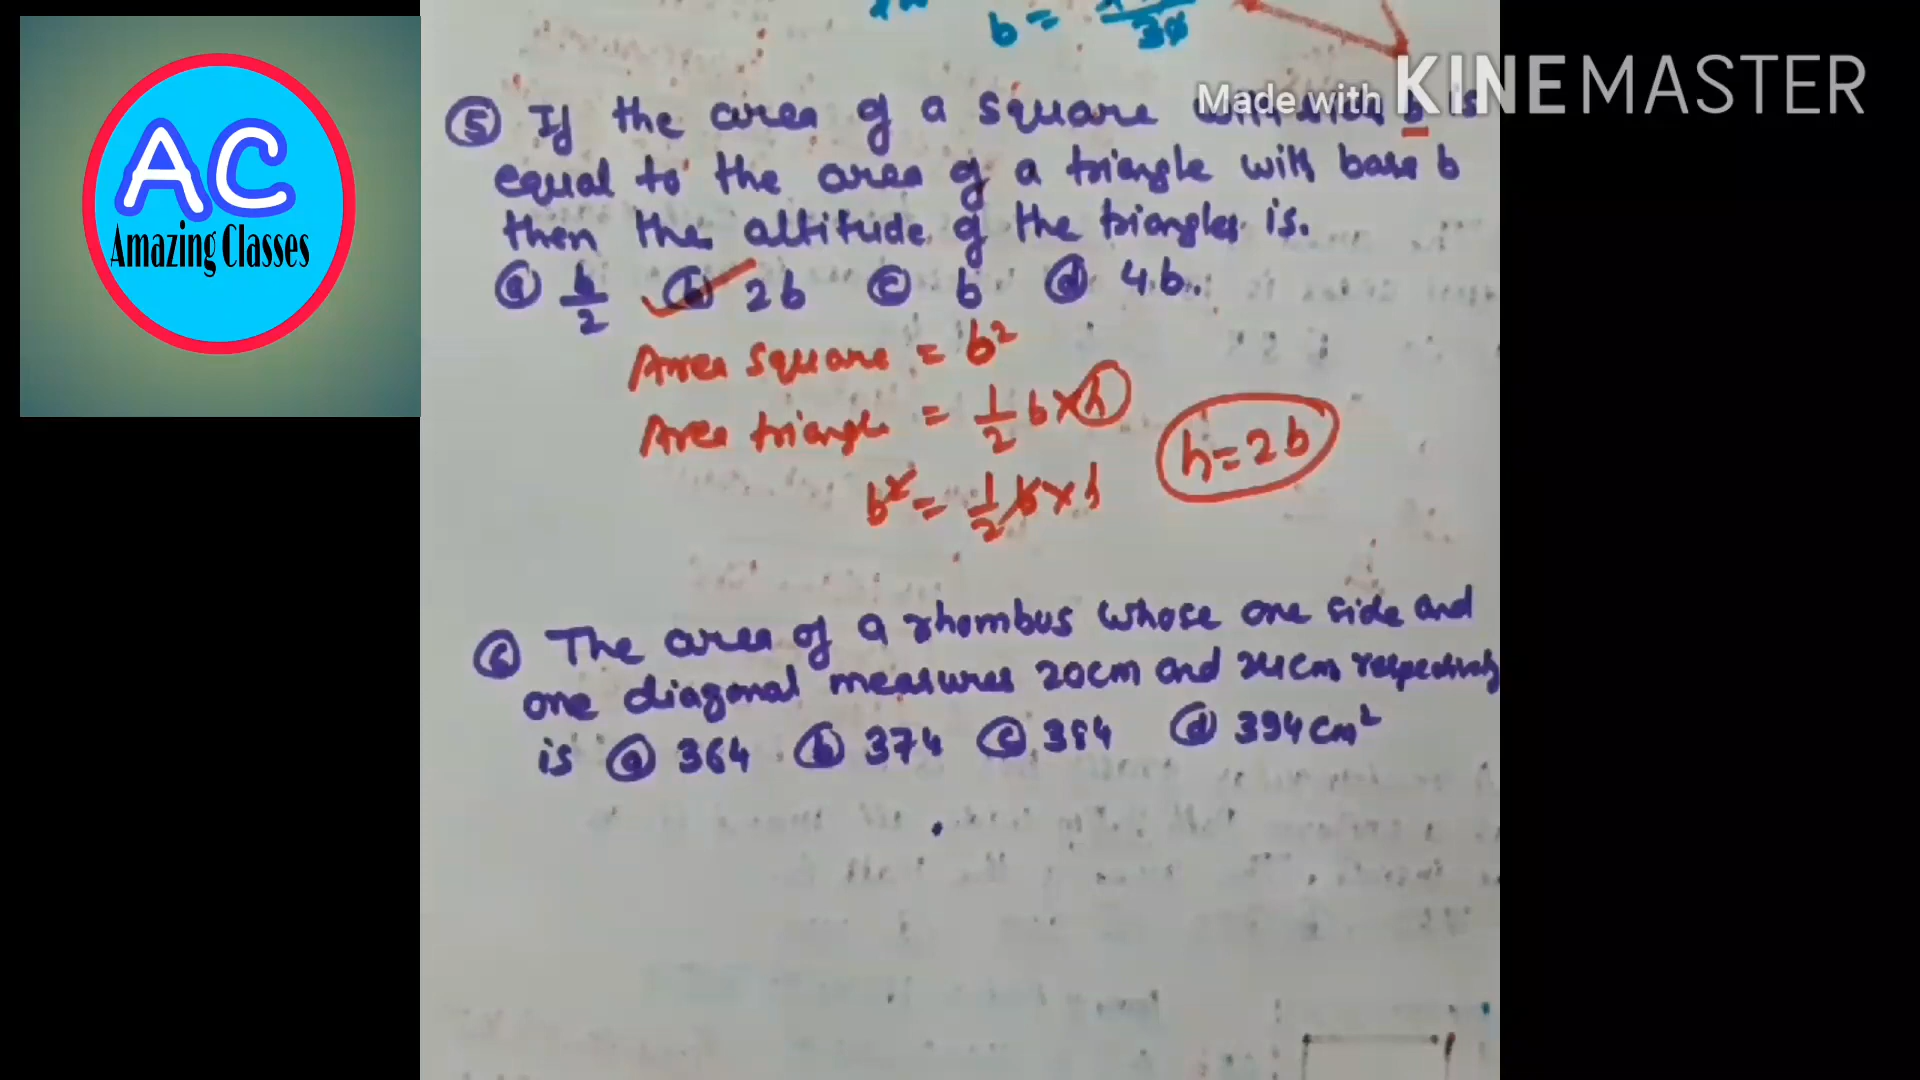 b =
Made with KINEMASTER
AC
Amazing Classes
⑤ If the area of a square with side b is
equal to the area of a triangle with base b
then the altitude of the triangles is.
ⓐ b/2 ⓑ 2b ⓒ b ⓓ 4b.
Area square = b²
Area triangle = 1/2 b × h
h = 2b
b² = 1/2 b × h
⑥ The area of a rhombus whose one side and
one diagonal measures 20cm and 24cm respectively
is ⓐ 364 ⓑ 374 ⓒ 384 ⓓ 394 cm²